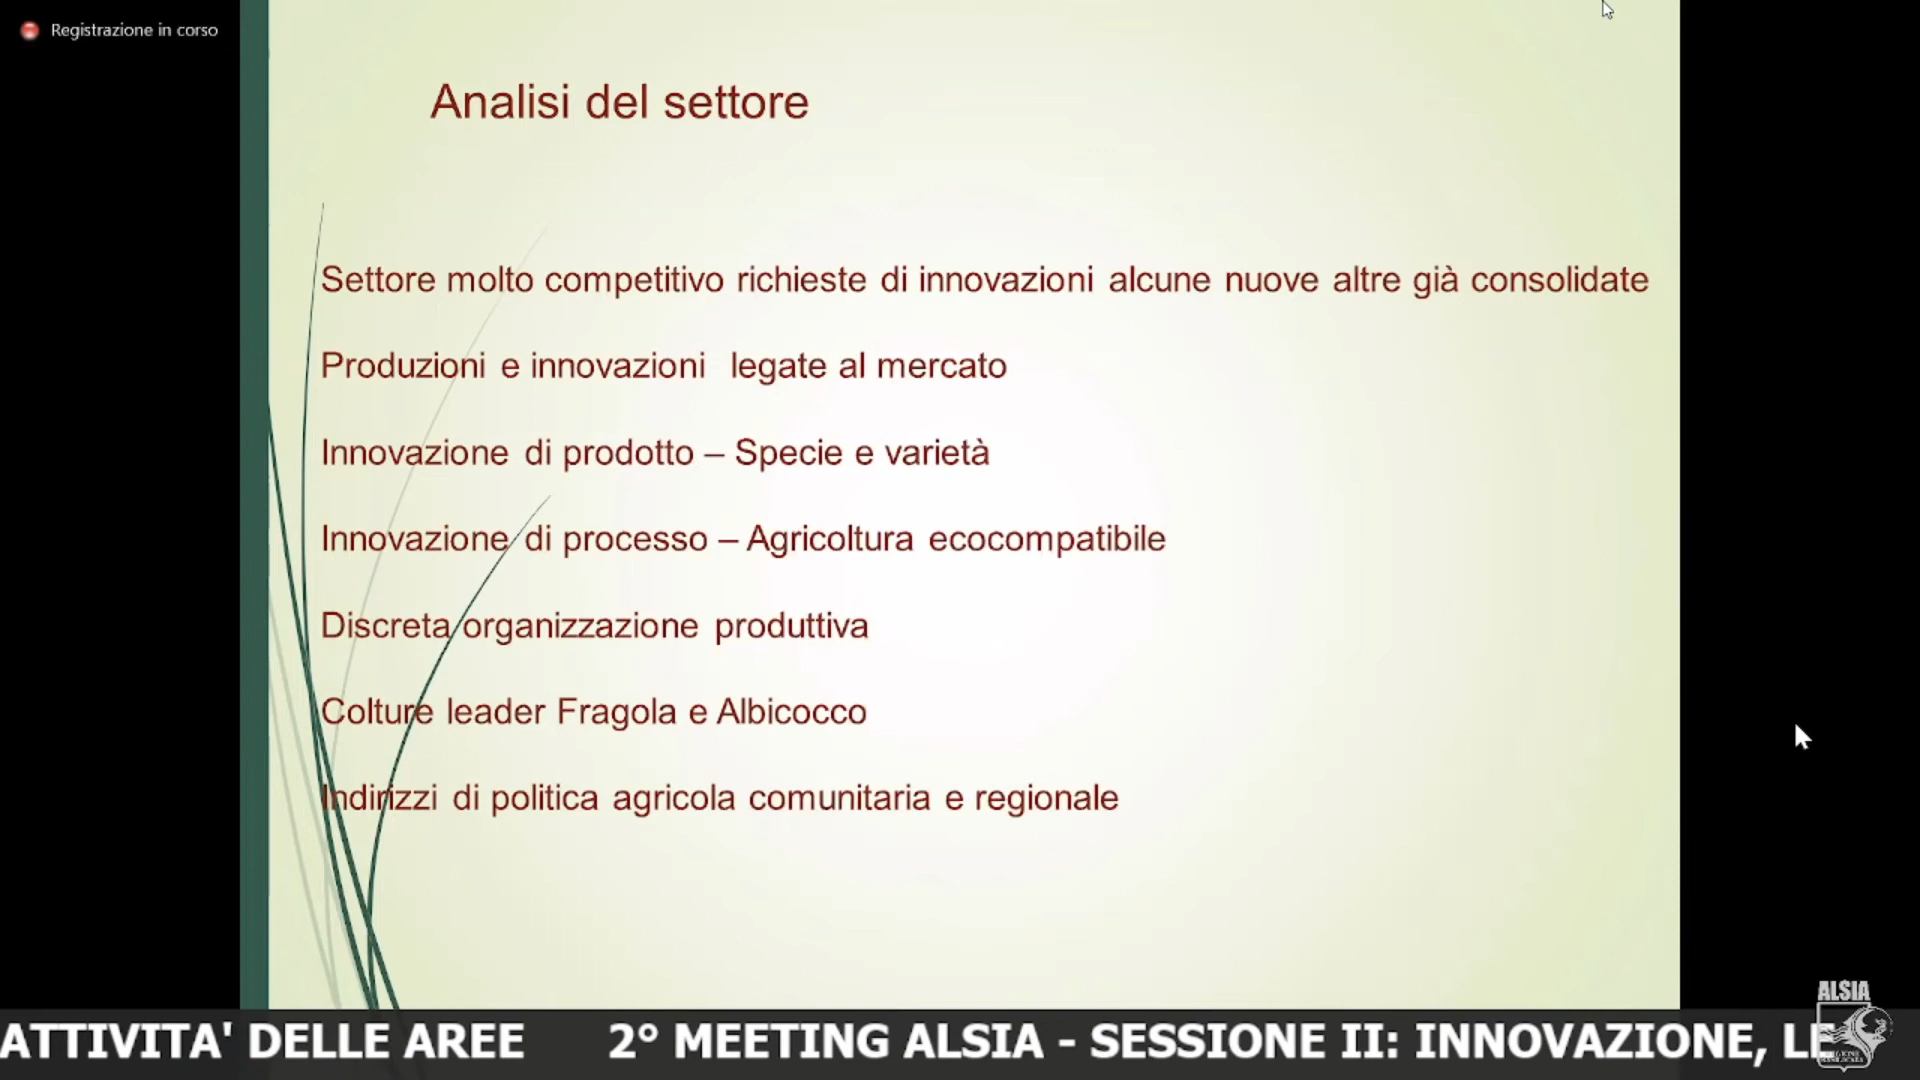 Registrazione in corso
Analisi del settore
Settore molto competitivo richieste di innovazioni alcune nuove altre già consolidate
Produzioni e innovazioni legate al mercato
Innovazione di prodotto – Specie e varietà
Innovazione di processo – Agricoltura ecocompatibile
Discreta organizzazione produttiva
Colture leader Fragola e Albicocco
Indirizzi di politica agricola comunitaria e regionale
ALSIA
ATTIVITA' DELLE AREE 2° MEETING ALSIA - SESSIONE II: INNOVAZIONE, LE